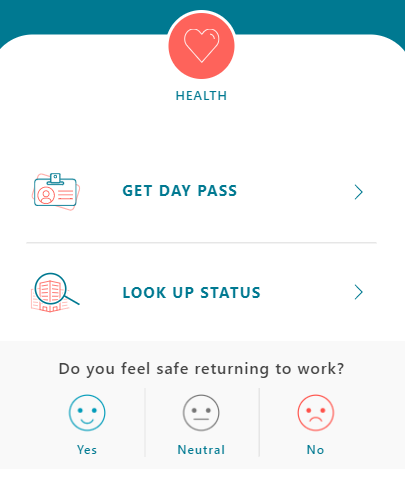 HEALTH
GET DAY PASS
LOOK UP STATUS
Do you feel safe returning to work?
Yes Neutral No